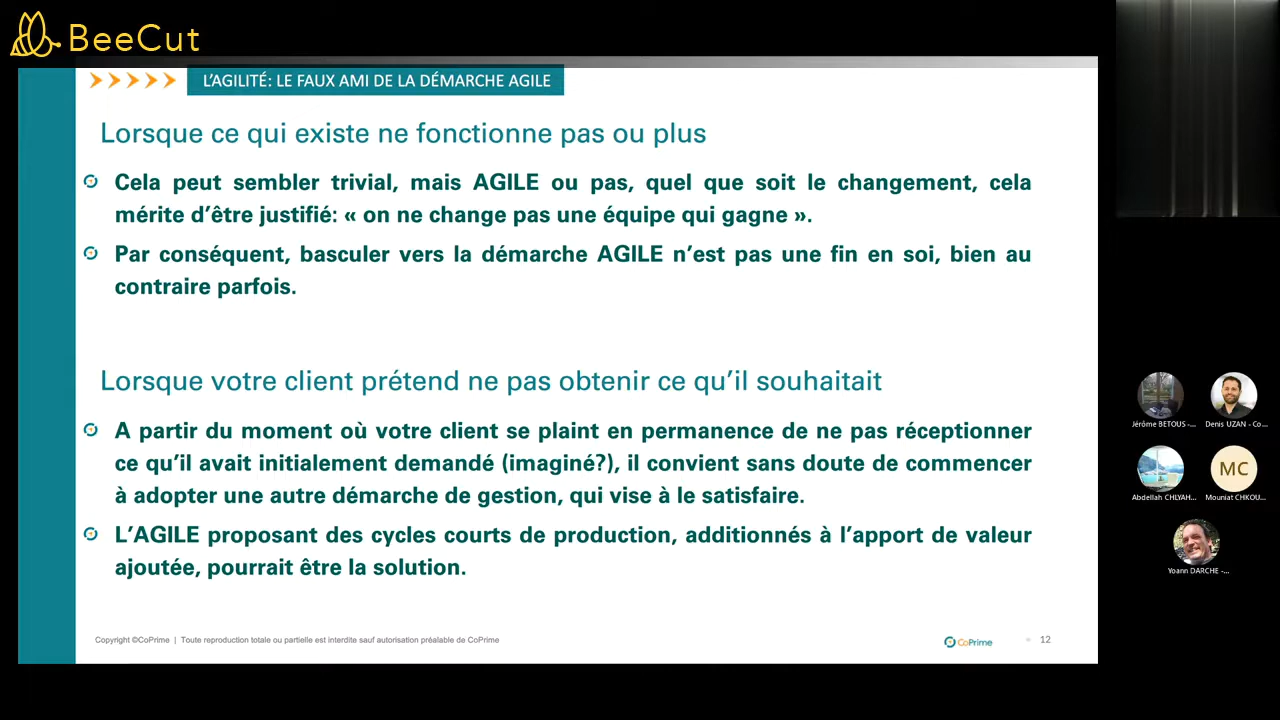 BeeCut
L'AGILITÉ: LE FAUX AMI DE LA DÉMARCHE AGILE
Lorsque ce qui existe ne fonctionne pas ou plus
Cela peut sembler trivial, mais AGILE ou pas, quel que soit le changement, cela
mérite d'être justifié: « on ne change pas une équipe qui gagne ».
Par conséquent, basculer vers la démarche AGILE n'est pas une fin en soi, bien au
contraire parfois.
Lorsque votre client prétend ne pas obtenir ce qu'il souhaitait
A partir du moment où votre client se plaint en permanence de ne pas réceptionner
ce qu'il avait initialement demandé (imaginé?), il convient sans doute de commencer
à adopter une autre démarche de gestion, qui vise à le satisfaire.
L'AGILE proposant des cycles courts de production, additionnés à l'apport de valeur
ajoutée, pourrait être la solution.
Copyright ©CoPrime | Toute reproduction totale ou partielle est interdite sauf autorisation préalable de CoPrime
CoPrime
12
Jérôme BETOUS -...
Denis UZAN - Co...
Abdellah CHLYAH...
MC
Mouniat CHKOU...
Yoann DARCHE -...